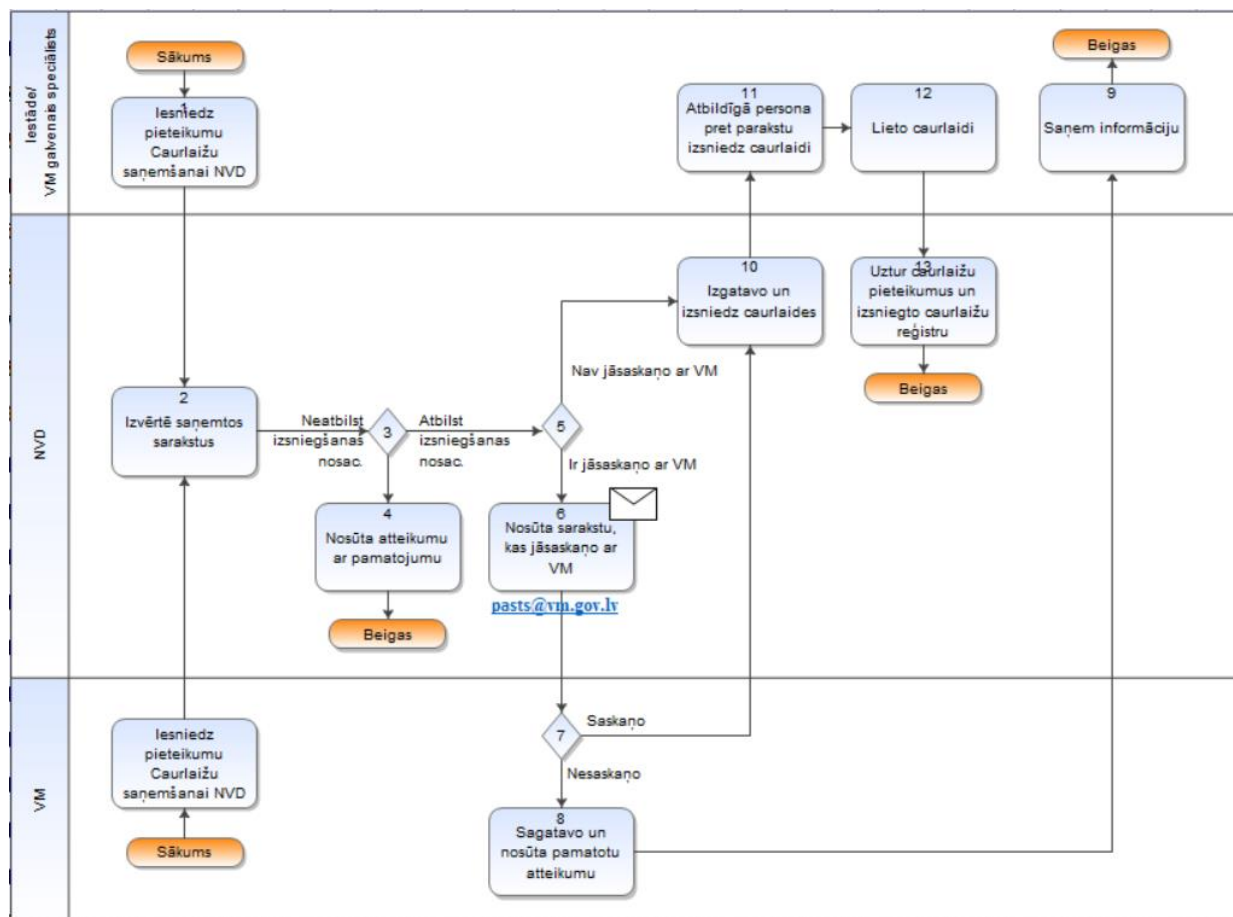 Iestāde/
VM galvenais speciālists
Sākums
1
Iesniedz
pieteikumu
Caurlaižu
saņemšanai NVD
11
Atbildīgā persona
pret parakstu
izsniedz caurlaidi
12
Lieto caurlaidi
Beigas
9
Saņem informāciju
NVD
2
Izvērtē saņemtos
sarakstus
Neatbilst
izsniegšanas
nosac.
3
Atbilst
izsniegšanas
nosac.
4
Nosūta atteikumu
ar pamatojumu
Beigas
5
Nav jāsaskaņo ar VM
Ir jāsaskaņo ar VM
6
Nosūta sarakstu,
kas jāsaskaņo ar
VM
pasts@vm.gov.lv
10
Izgatavo un
izsniedz caurlaides
13
Uztur caurlaižu
pieteikumus un
izsniegto caurlaižu
reģistru
Beigas
VM
Iesniedz
pieteikumu
Caurlaižu
saņemšanai NVD
Sākums
7
Saskaņo
Nesaskaņo
8
Sagatavo un
nosūta pamatotu
atteikumu